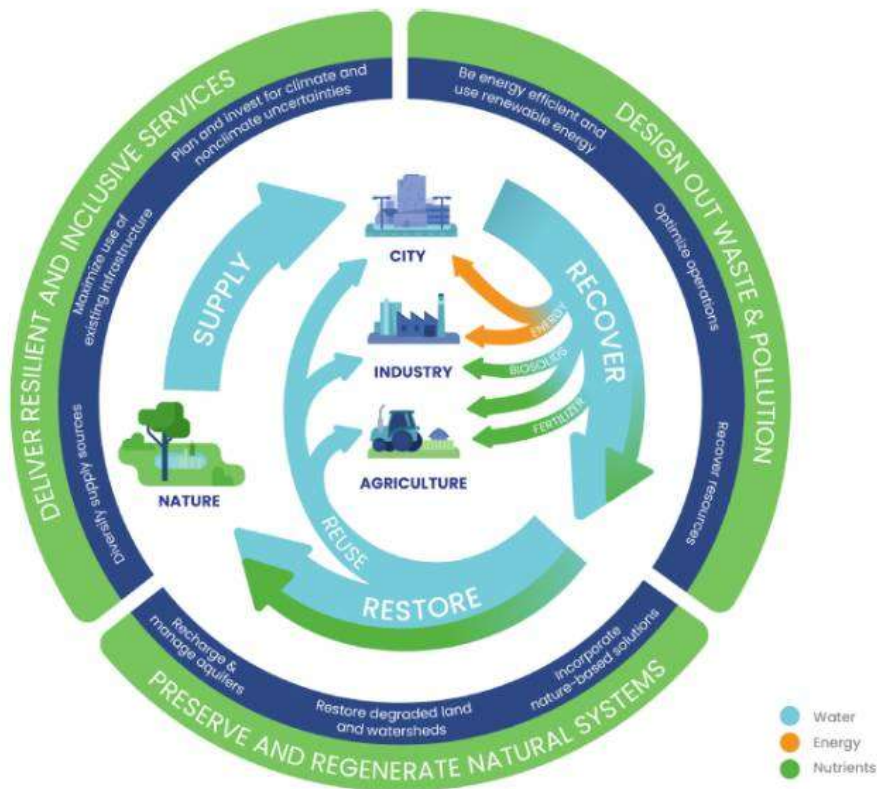 DELIVER RESILIENT AND INCLUSIVE SERVICES
Plan and invest for climate and
nonclimate uncertainties
Maximize use of
existing infrastructure
Diversify supply sources
DESIGN OUT WASTE & POLLUTION
Be energy efficient and
use renewable energy
Optimize operations
Recover resources
PRESERVE AND REGENERATE NATURAL SYSTEMS
Recharge &
manage aquifers
Restore degraded land
and watersheds
Incorporate
nature-based solutions
SUPPLY
CITY
RECOVER
ENERGY
INDUSTRY
BIOSOLIDS
FERTILIZER
AGRICULTURE
NATURE
REUSE
RESTORE
Water
Energy
Nutrients